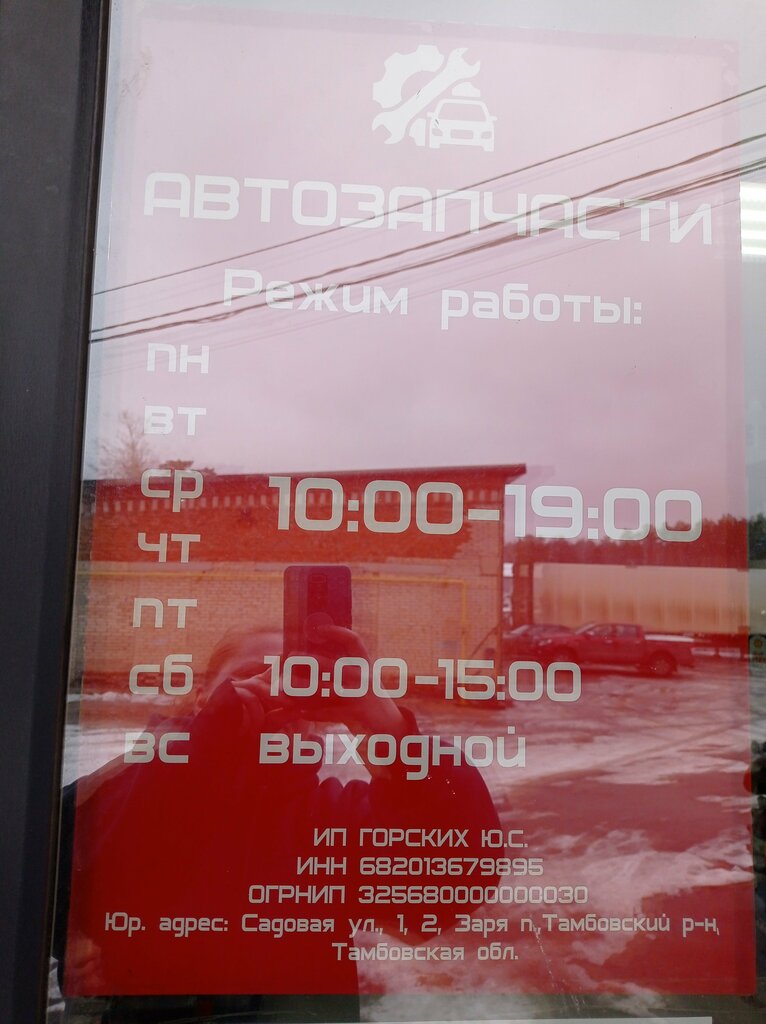 АВТОЗАПЧАСТИ
Режим работы:
пн
вт
ср 10:00-19:00
чт
пт
сб 10:00-15:00
вс выходной
ИП ГОРСКИХ Ю.С.
ИНН 682013679895
ОГРНИП 325680000000030
Юр. адрес: Садовая ул., 1, 2, Заря п.,Тамбовский р-н,
Тамбовская обл.